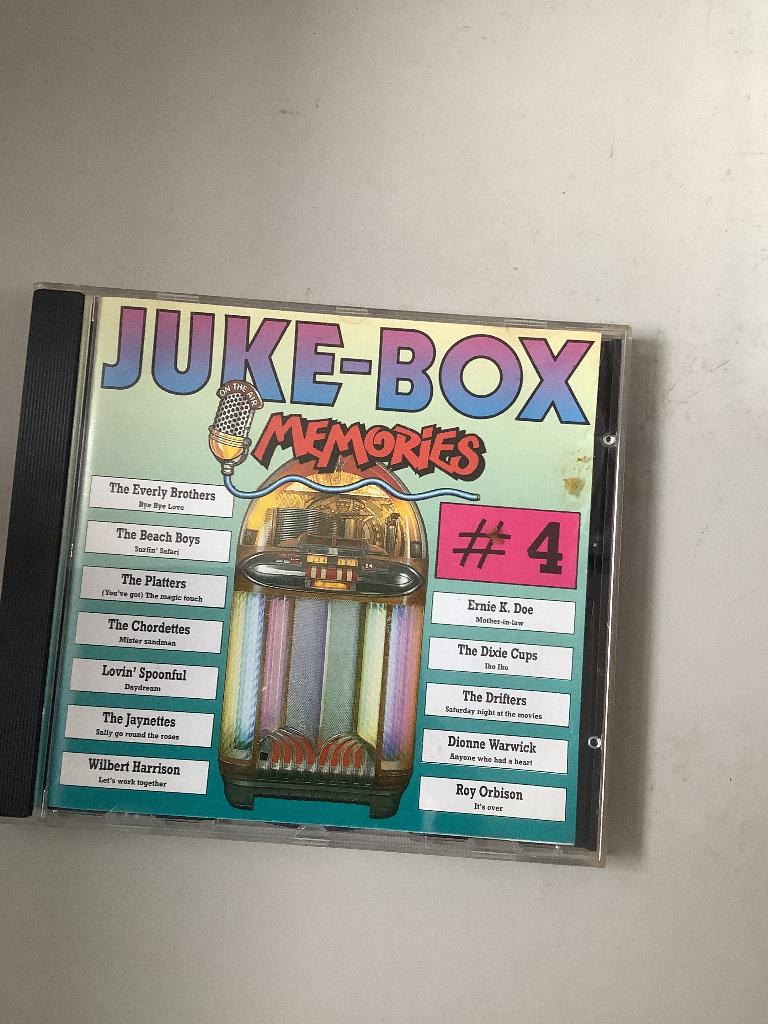 JUKE-BOX
ON THE AIR
MEMORIES
The Everly Brothers
Bye Bye Love
The Beach Boys
Surfin' Safari
The Platters
(You've got) The magic touch
The Chordettes
Mister sandman
Lovin' Spoonful
Daydream
The Jaynettes
Sally go round the roses
Wilbert Harrison
Let's work together
# 4
Ernie K. Doe
Mother-in-law
The Dixie Cups
Iko Iko
The Drifters
Saturday night at the movies
Dionne Warwick
Anyone who had a heart
Roy Orbison
It's over
24